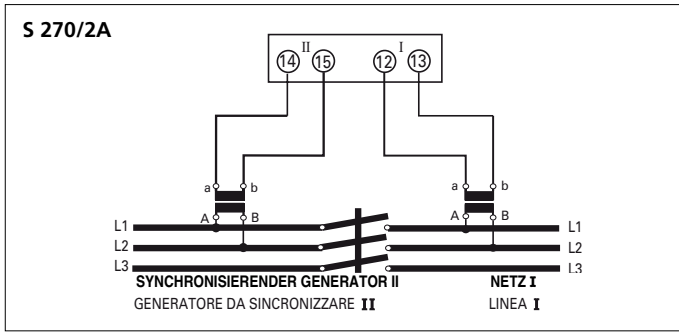 S 270/2A
II I
14 15 12 13
a b a b
A B A B
L1 L1
L2 L2
L3 L3
SYNCHRONISIERENDER GENERATOR II NETZ I
GENERATORE DA SINCRONIZZARE II LINEA I